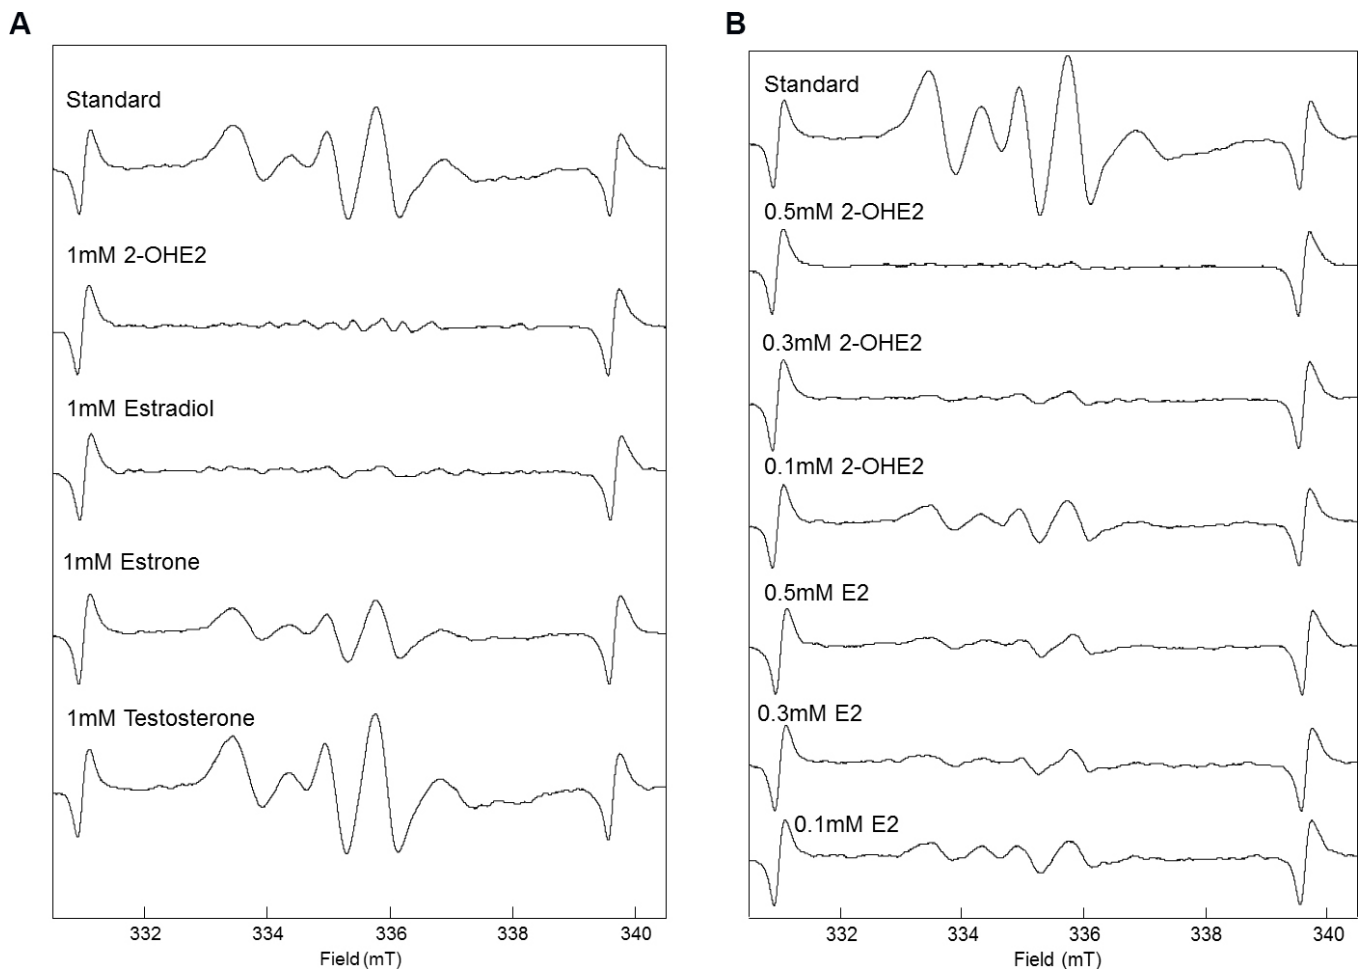 A
Standard
1mM 2-OHE2
1mM Estradiol
1mM Estrone
1mM Testosterone
332 334 336 338 340
Field (mT)
B
Standard
0.5mM 2-OHE2
0.3mM 2-OHE2
0.1mM 2-OHE2
0.5mM E2
0.3mM E2
0.1mM E2
332 334 336 338 340
Field (mT)